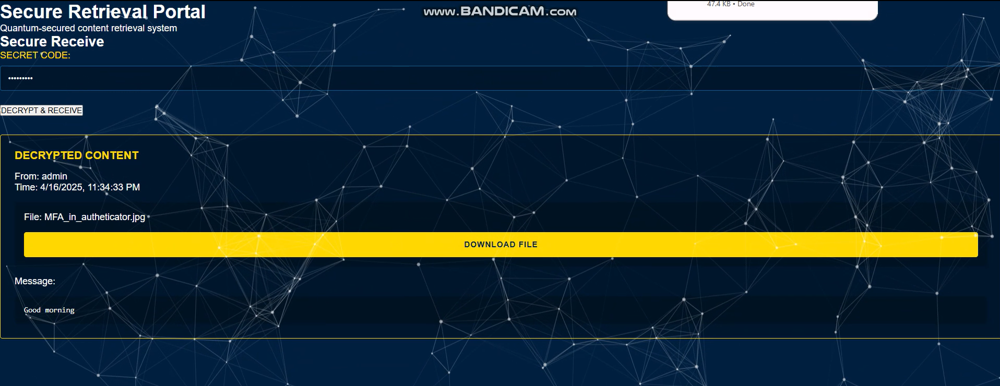 Secure Retrieval Portal
www.BANDICAM.com
47.4 KB • Done
Quantum-secured content retrieval system
Secure Receive
SECRET CODE:
•••••••••
DECRYPT & RECEIVE
DECRYPTED CONTENT
From: admin
Time: 4/16/2025, 11:34:33 PM
File: MFA_in_autheticator.jpg
DOWNLOAD FILE
Message:
Good morning